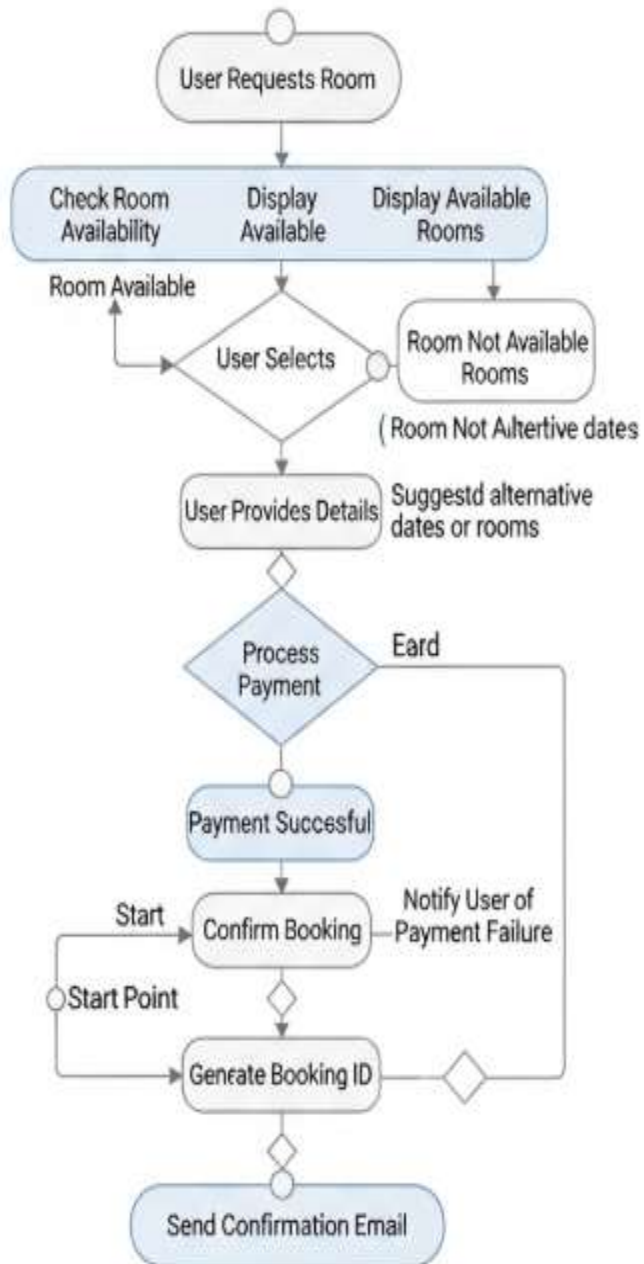 User Requests Room
Check Room
Availability
Display
Available
Display Available
Rooms
Room Available
User Selects
Room Not Available
Rooms
( Room Not Ailtertive dates
User Provides Details
Suggestd alternative
dates or rooms
Process
Payment
Eard
Payment Succesful
Start
Confirm Booking
Notify User of
Payment Failure
Start Point
Gencate Booking ID
Send Confirmation Email